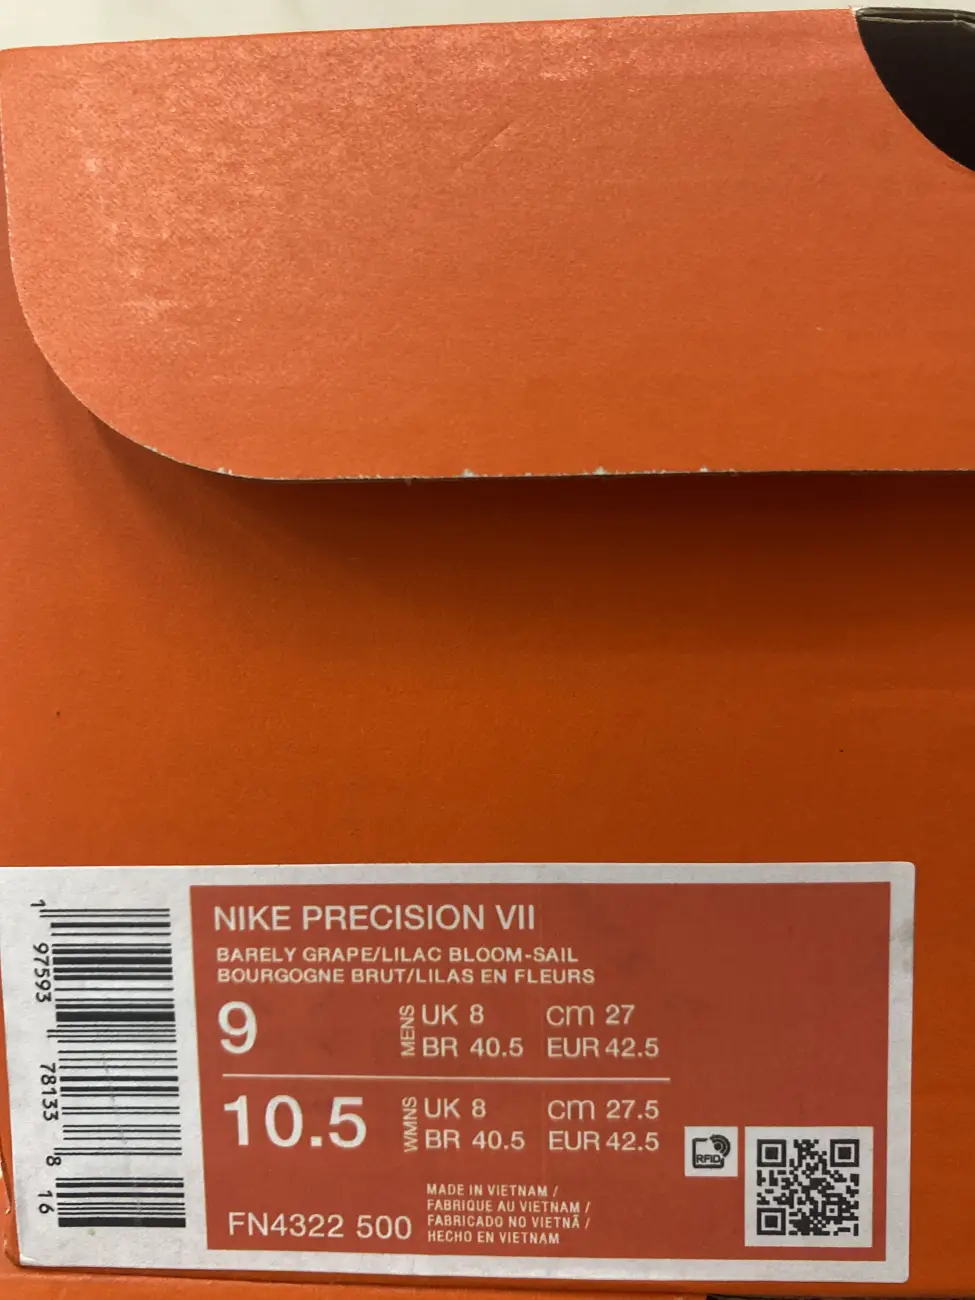 NIKE PRECISION VII
BARELY GRAPE/LILAC BLOOM-SAIL
BOURGOGNE BRUT/LILAS EN FLEURS
9
MENS
UK 8 CM 27
BR 40.5 EUR 42.5
10.5
WMNS
UK 8 CM 27.5
BR 40.5 EUR 42.5
RFID
FN4322 500
MADE IN VIETNAM /
FABRIQUE AU VIETNAM /
FABRICADO NO VIETNÃ /
HECHO EN VIETNAM
1 97593 78133 8 16